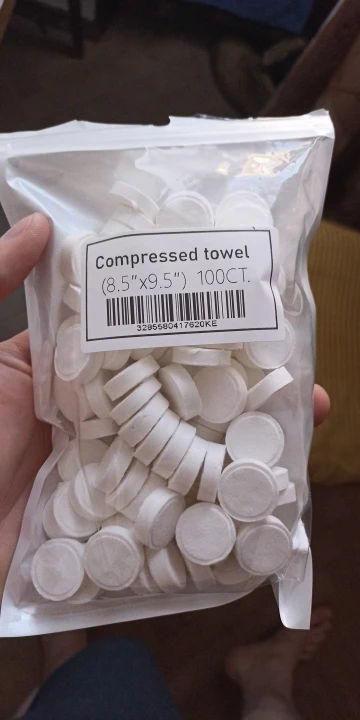 Compressed towel
(8.5"x9.5") 100CT.
3285580417620KE